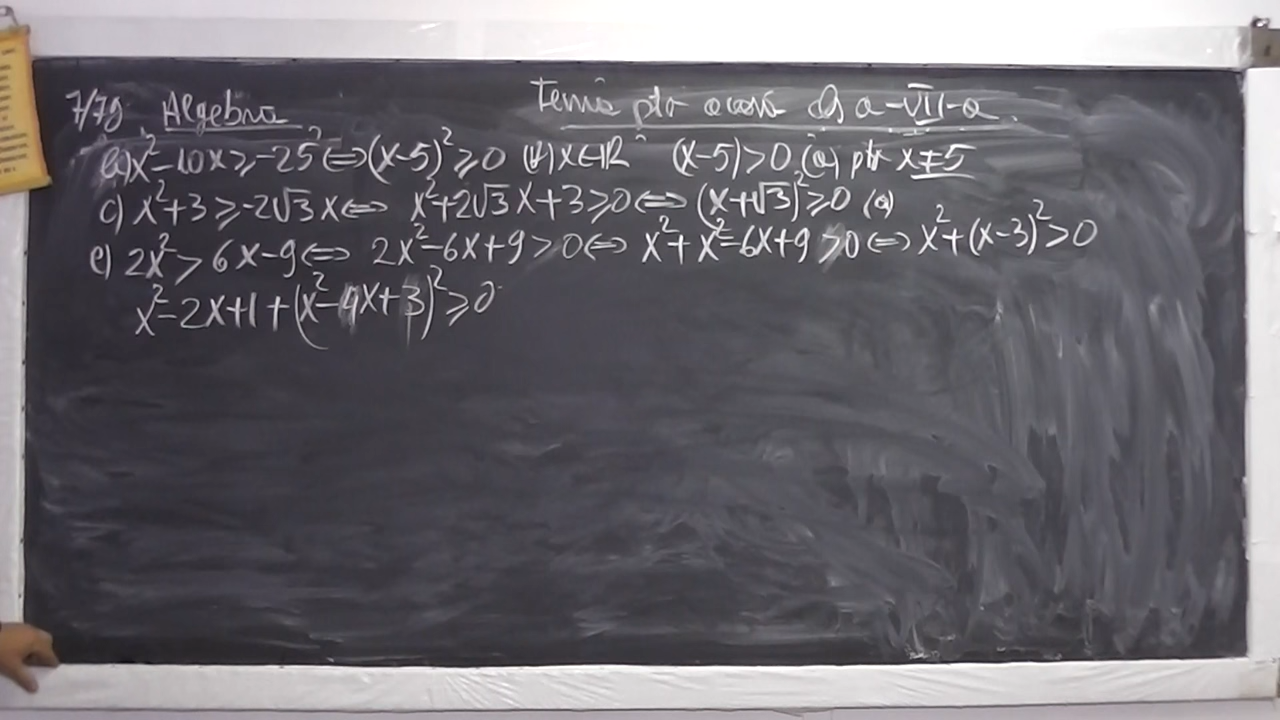 7/79 Algebra Temă ptr acasă cls a-VII-a
a) x²-10x≥-25 ⇔ (x-5)²≥0 (∀) x∈ℝ (x-5)²>0 (a) ptr x≠5
c) x²+3≥-2√3x ⇔ x²+2√3x+3≥0 ⇔ (x+√3)²≥0 (a)
e) 2x²>6x-9 ⇔ 2x²-6x+9>0 ⇔ x²+x²-6x+9>0 ⇔ x²+(x-3)²>0
x²-2x+1+(x²-4x+3)²≥0